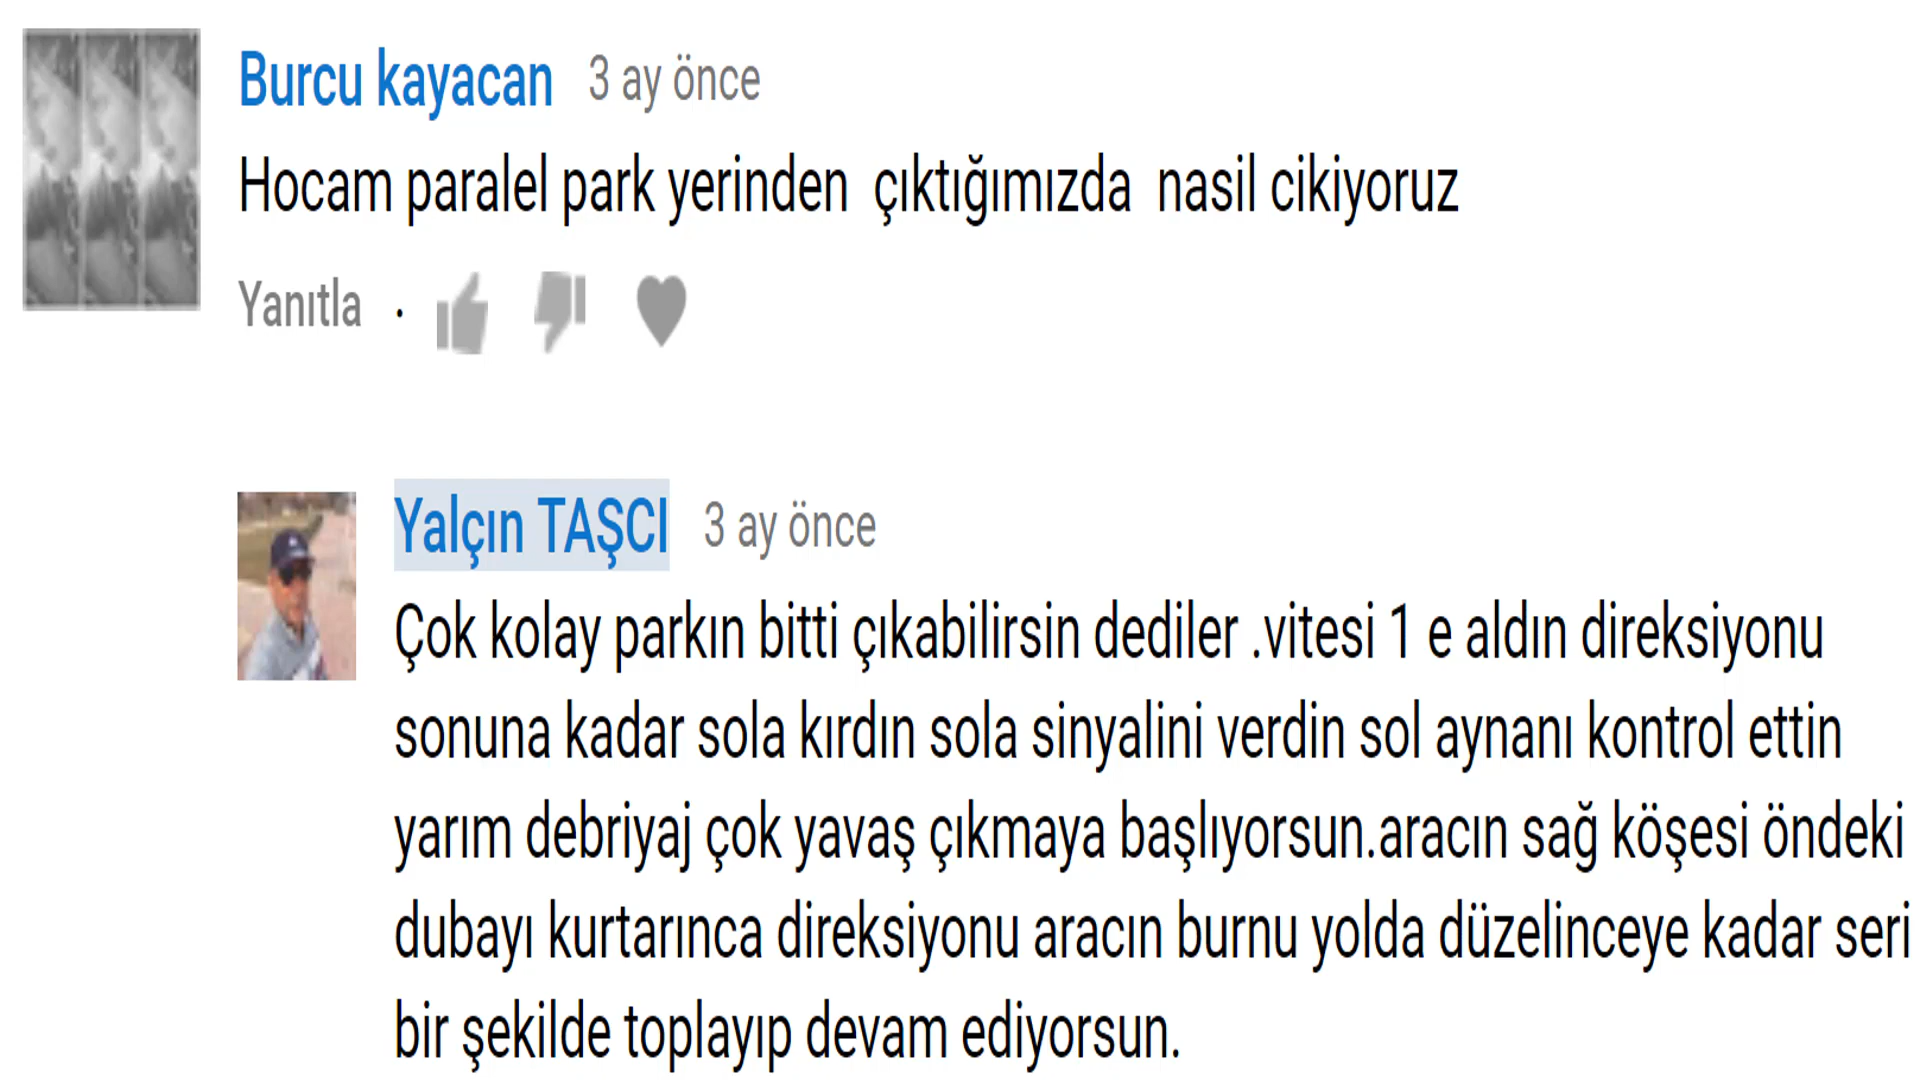 Burcu kayacan 3 ay önce
Hocam paralel park yerinden çıktığımızda nasil cikiyoruz
Yanıtla ·
Yalçın TAŞCI 3 ay önce
Çok kolay parkın bitti çıkabilirsin dediler .vitesi 1 e aldın direksiyonu
sonuna kadar sola kırdın sola sinyalini verdin sol aynanı kontrol ettin
yarım debriyaj çok yavaş çıkmaya başlıyorsun.aracın sağ köşesi öndeki
dubayı kurtarınca direksiyonu aracın burnu yolda düzelinceye kadar seri
bir şekilde toplayıp devam ediyorsun.